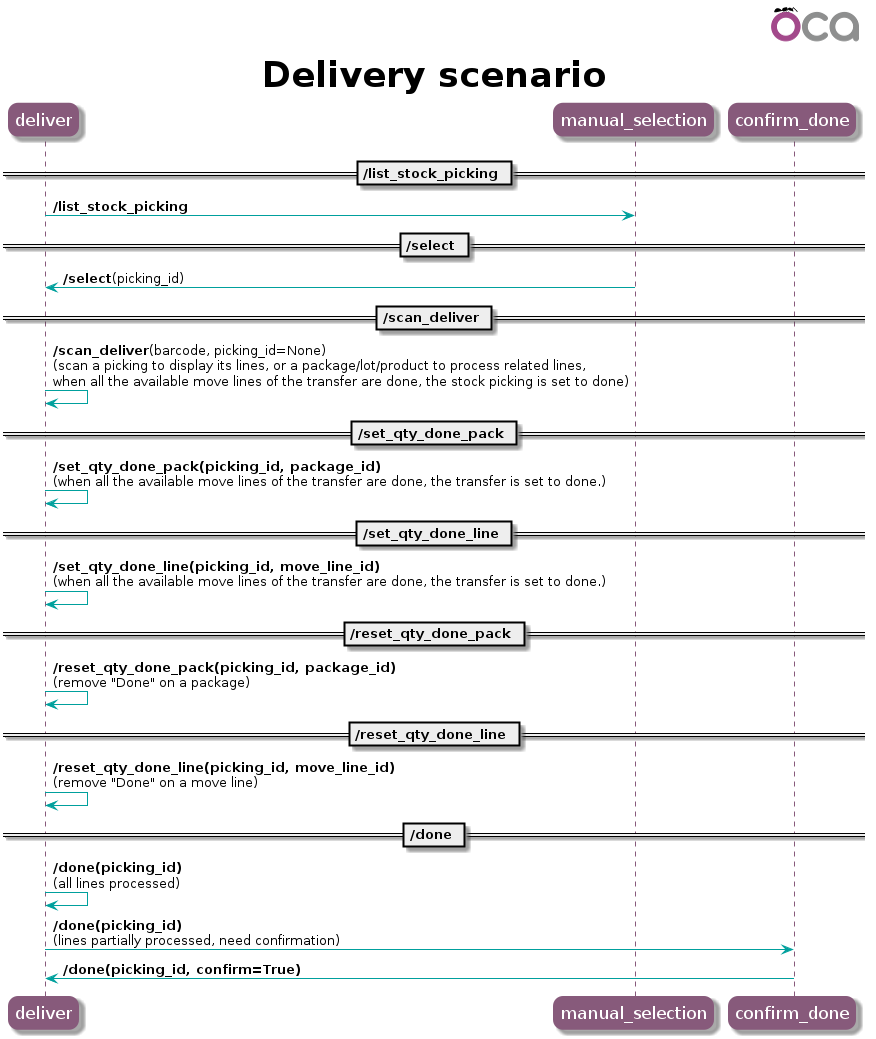 oca
Delivery scenario
deliver manual_selection confirm_done
/list_stock_picking
/list_stock_picking
/select
/select(picking_id)
/scan_deliver
/scan_deliver(barcode, picking_id=None)
(scan a picking to display its lines, or a package/lot/product to process related lines,
when all the available move lines of the transfer are done, the stock picking is set to done)
/set_qty_done_pack
/set_qty_done_pack(picking_id, package_id)
(when all the available move lines of the transfer are done, the transfer is set to done.)
/set_qty_done_line
/set_qty_done_line(picking_id, move_line_id)
(when all the available move lines of the transfer are done, the transfer is set to done.)
/reset_qty_done_pack
/reset_qty_done_pack(picking_id, package_id)
(remove "Done" on a package)
/reset_qty_done_line
/reset_qty_done_line(picking_id, move_line_id)
(remove "Done" on a move line)
/done
/done(picking_id)
(all lines processed)
/done(picking_id)
(lines partially processed, need confirmation)
/done(picking_id, confirm=True)
deliver manual_selection confirm_done